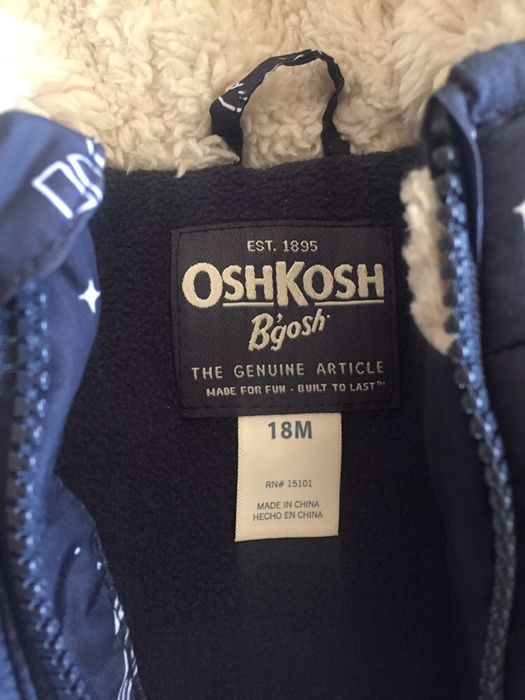 EST. 1895
OSHKOSH
B'gosh
THE GENUINE ARTICLE
MADE FOR FUN - BUILT TO LAST™
18M
RN# 15101
MADE IN CHINA
HECHO EN CHINA